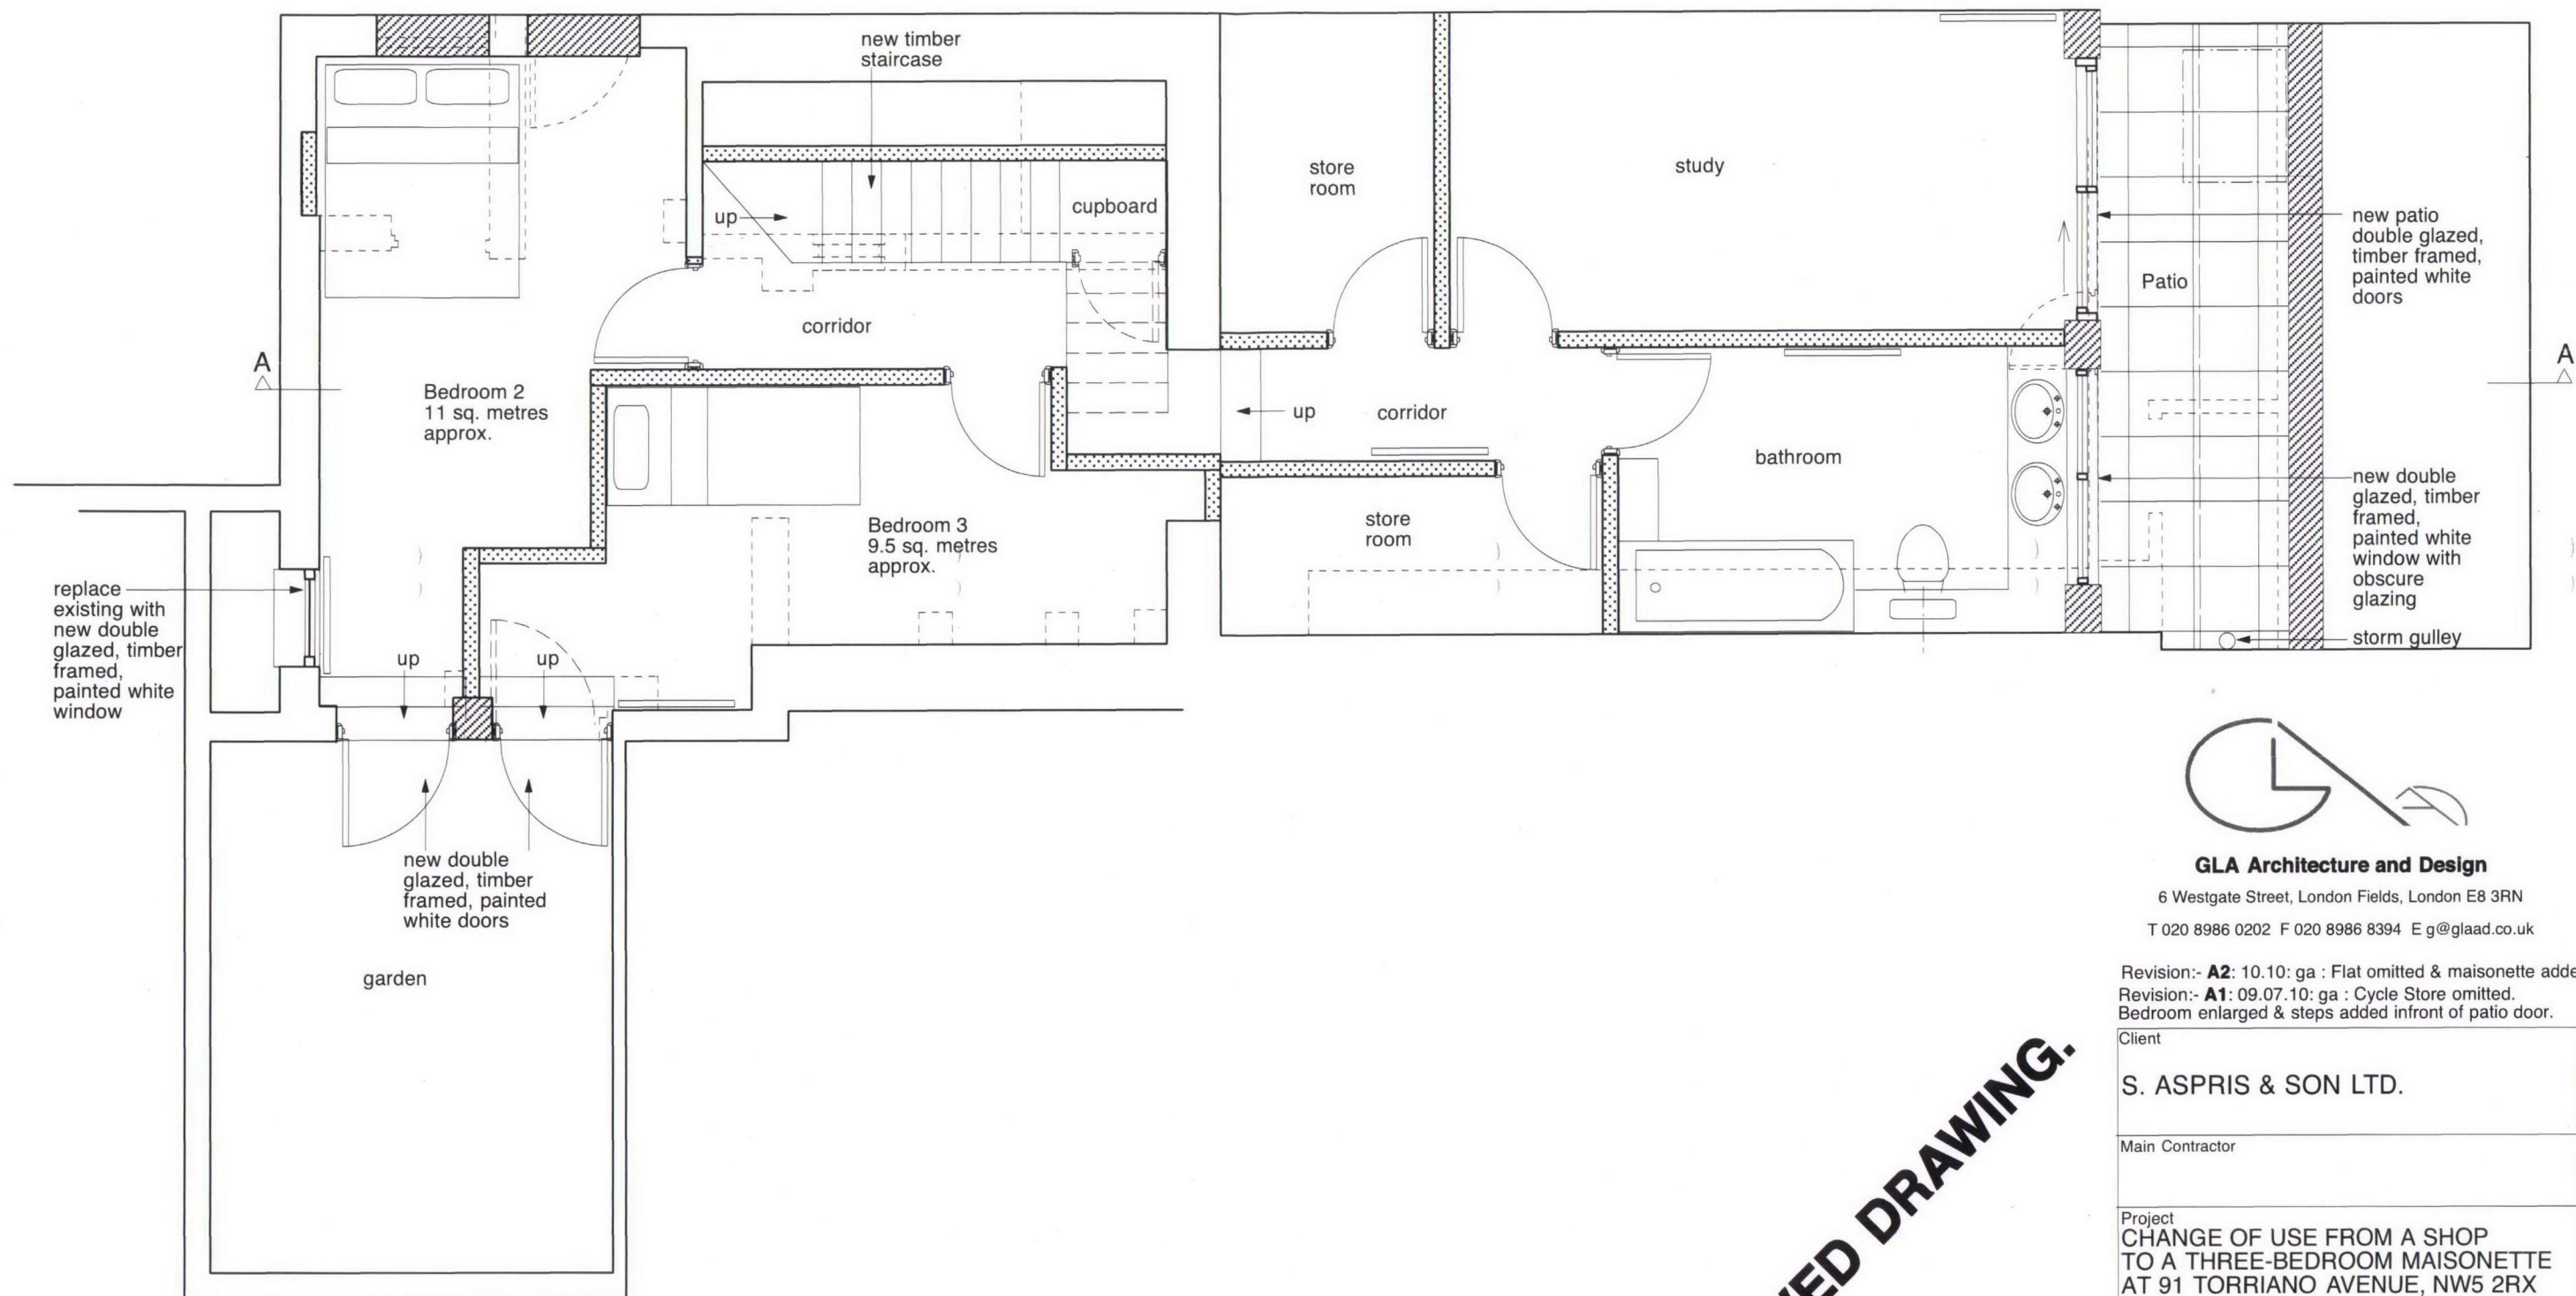 new timber
staircase
store
room
study
up
cupboard
corridor
new patio
double glazed,
timber framed,
painted white
doors
Patio
A
A
Bedroom 2
11 sq. metres
approx.
up
corridor
bathroom
Bedroom 3
9.5 sq. metres
approx.
store
room
new double
glazed, timber
framed,
painted white
window with
obscure
glazing
storm gulley
replace
existing with
new double
glazed, timber
framed,
painted white
window
up
up
new double
glazed, timber
framed, painted
white doors
garden
GLA Architecture and Design
6 Westgate Street, London Fields, London E8 3RN
T 020 8986 0202 F 020 8986 8394 E g@glaad.co.uk
Revision:- A2: 10.10: ga : Flat omitted & maisonette adde
Revision:- A1: 09.07.10: ga : Cycle Store omitted.
Bedroom enlarged & steps added infront of patio door.
Client
S. ASPRIS & SON LTD.
Main Contractor
Project
CHANGE OF USE FROM A SHOP
TO A THREE-BEDROOM MAISONETTE
AT 91 TORRIANO AVENUE, NW5 2RX
DRAWING.